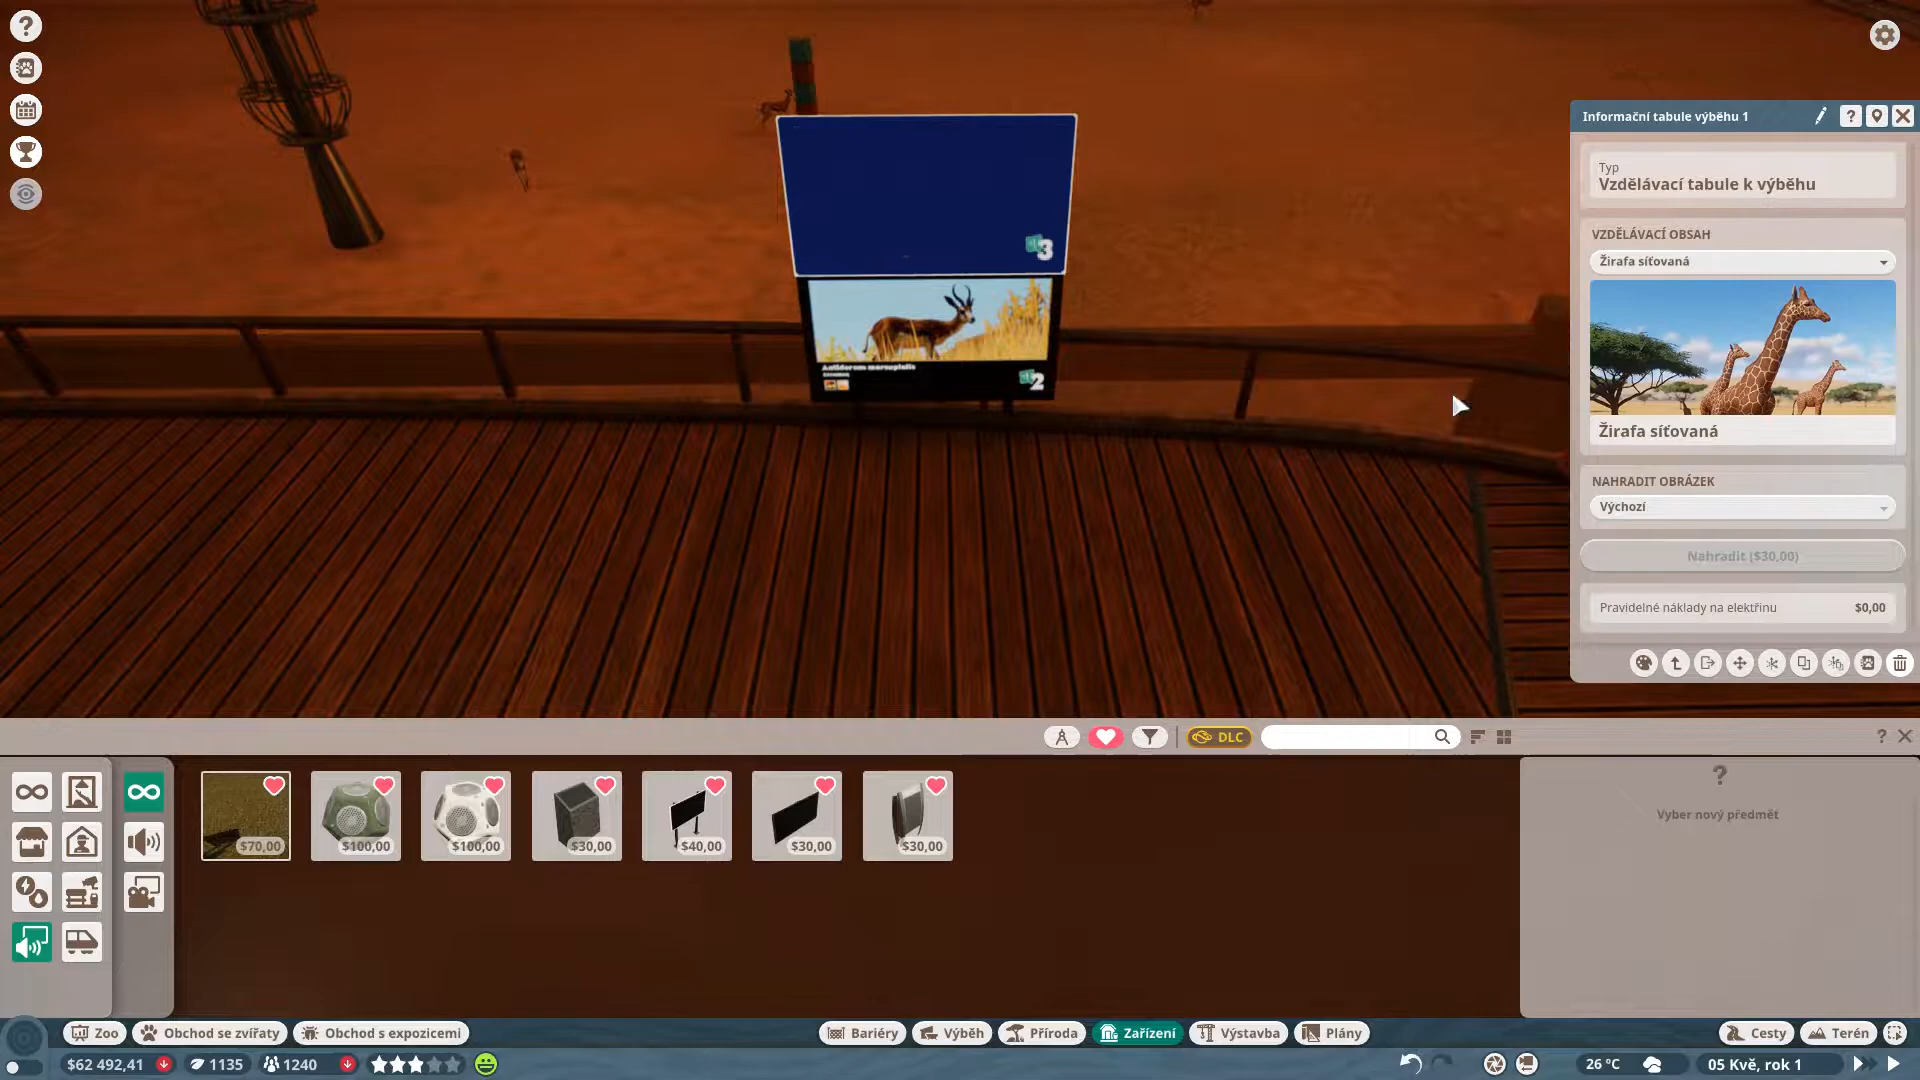 Informační tabule výběhu 1
?
Typ
Vzdělávací tabule k výběhu
VZDĚLÁVACÍ OBSAH
Žirafa síťovaná
Žirafa síťovaná
NAHRADIT OBRÁZEK
Výchozí
Nahradit ($30,00)
Pravidelné náklady na elektřinu $0,00
3
Antidorcas marsupialis
2
DLC
?
$70,00
$100,00
$100,00
$30,00
$40,00
$30,00
$30,00
?
Vyber nový předmět
Zoo
Obchod se zvířaty
Obchod s expozicemi
Bariéry
Výběh
Příroda
Zařízení
Výstavba
Plány
Cesty
Terén
$62 492,41
1135
1240
26 °C
05 Kvě, rok 1